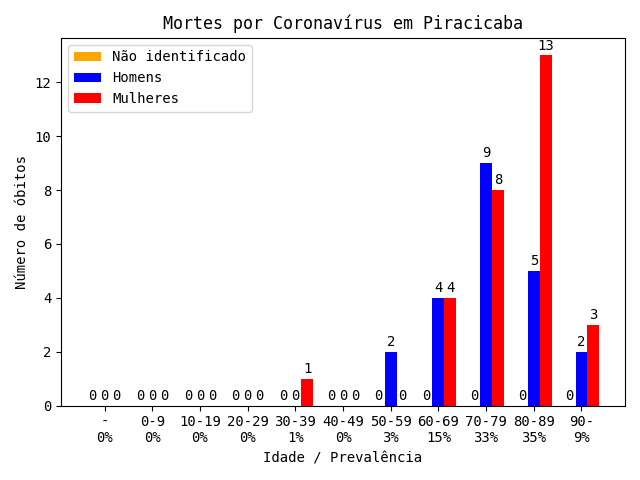 Mortes por Coronavírus em Piracicaba
Não identificado
Homens
Mulheres
Número de óbitos
12
10
8
6
4
2
0
0 0 0 0 0 0 0 0 0 0 0 0 0 0 1 0 0 0 0 2 0 0 4 4 0 9 8 0 5 13 0 2 3
- 0-9 10-19 20-29 30-39 40-49 50-59 60-69 70-79 80-89 90-
0% 0% 0% 0% 1% 0% 3% 15% 33% 35% 9%
Idade / Prevalência